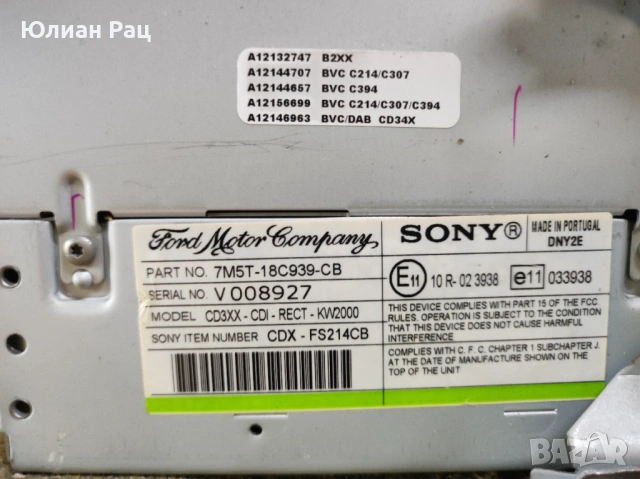 Юлиан Рац
A12132747 B2XX
A12144707 BVC C214/C307
A12144657 BVC C394
A12156699 BVC C214/C307/C394
A12146963 BVC/DAB CD34X
Ford Motor Company
SONY®
MADE IN PORTUGAL
DNY2E
PART NO. 7M5T-18C939-CB
SERIAL NO. V008927
MODEL CD3XX - CDI - RECT - KW2000
SONY ITEM NUMBER CDX - FS214CB
E11 10 R- 02 3938 e11 033938
THIS DEVICE COMPLIES WITH PART 15 OF THE FCC
RULES. OPERATION IS SUBJECT TO THE CONDITION
THAT THIS DEVICE DOES NOT CAUSE HARMFUL
INTERFERENCE
COMPLIES WITH C. F. C. CHAPTER 1 SUBCHAPTER J.
AT THE DATE OF MANUFACTURE SHOWN ON THE
TOP OF THE UNIT
BAZAR